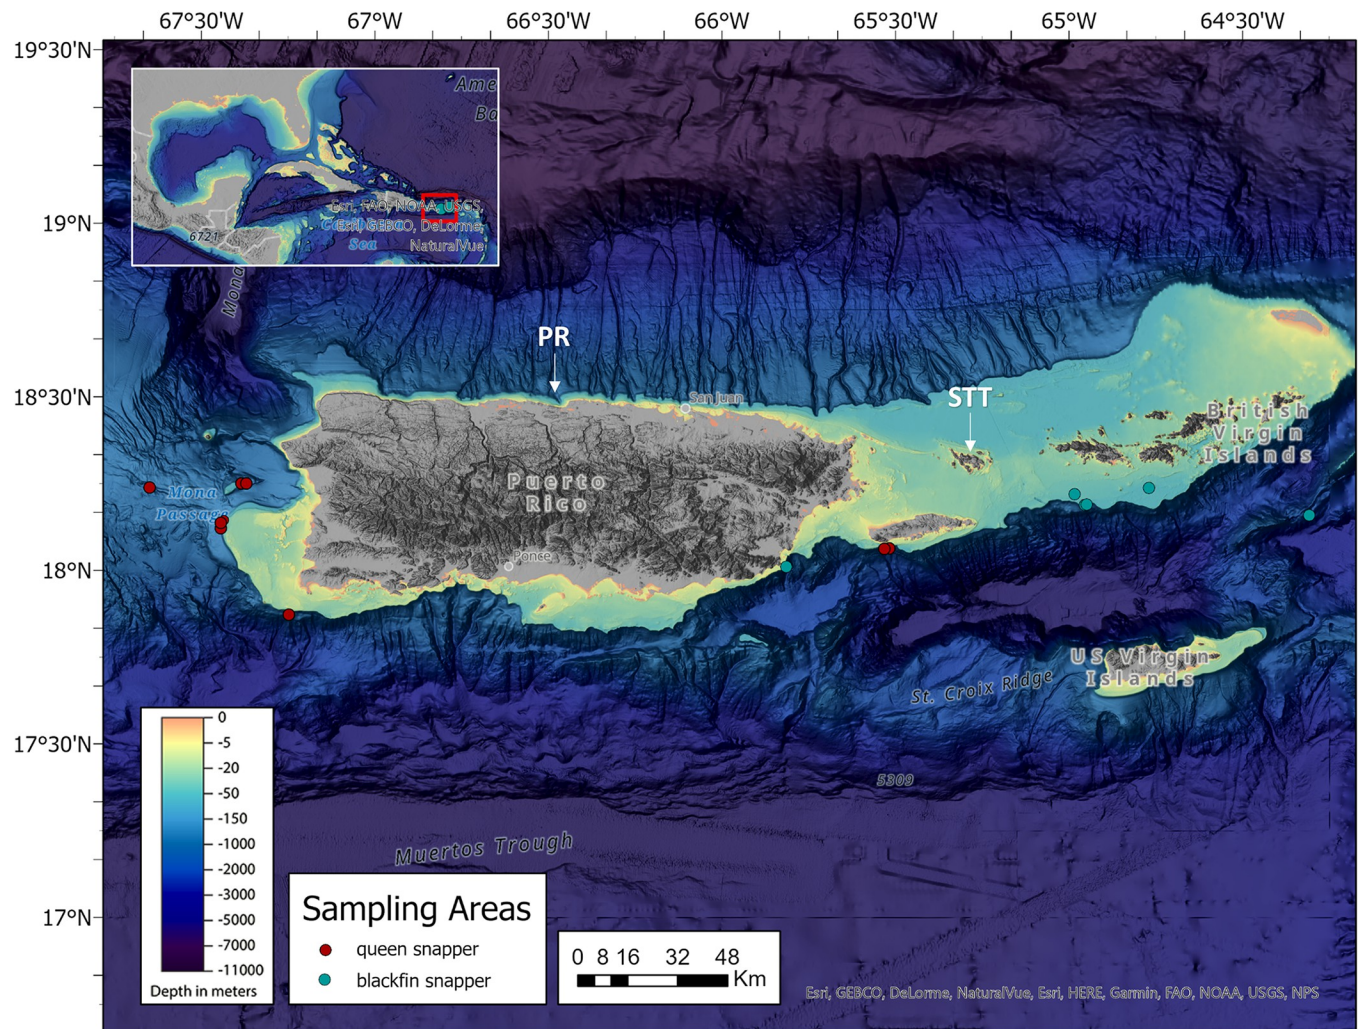 67°30'W 67°W 66°30'W 66°W 65°30'W 65°W 64°30'W
19°30'N
19°N
18°30'N
18°N
17°30'N
17°N
Ame
Ba
Esri, FAO, NOAA, USGS,
Esri, GEBCO, DeLorme,
NaturalVue
Sea
6721
Mona
PR
STT
San Juan
British
Virgin
Islands
Puerto
Rico
Mona
Passage
Ponce
US Virgin
Islands
St. Croix Ridge
5309
Muertos Trough
0
-5
-20
-50
-150
-1000
-2000
-3000
-5000
-7000
-11000
Depth in meters
Sampling Areas
queen snapper
blackfin snapper
0 8 16 32 48
Km
Esri, GEBCO, DeLorme, NaturalVue, Esri, HERE, Garmin, FAO, NOAA, USGS, NPS